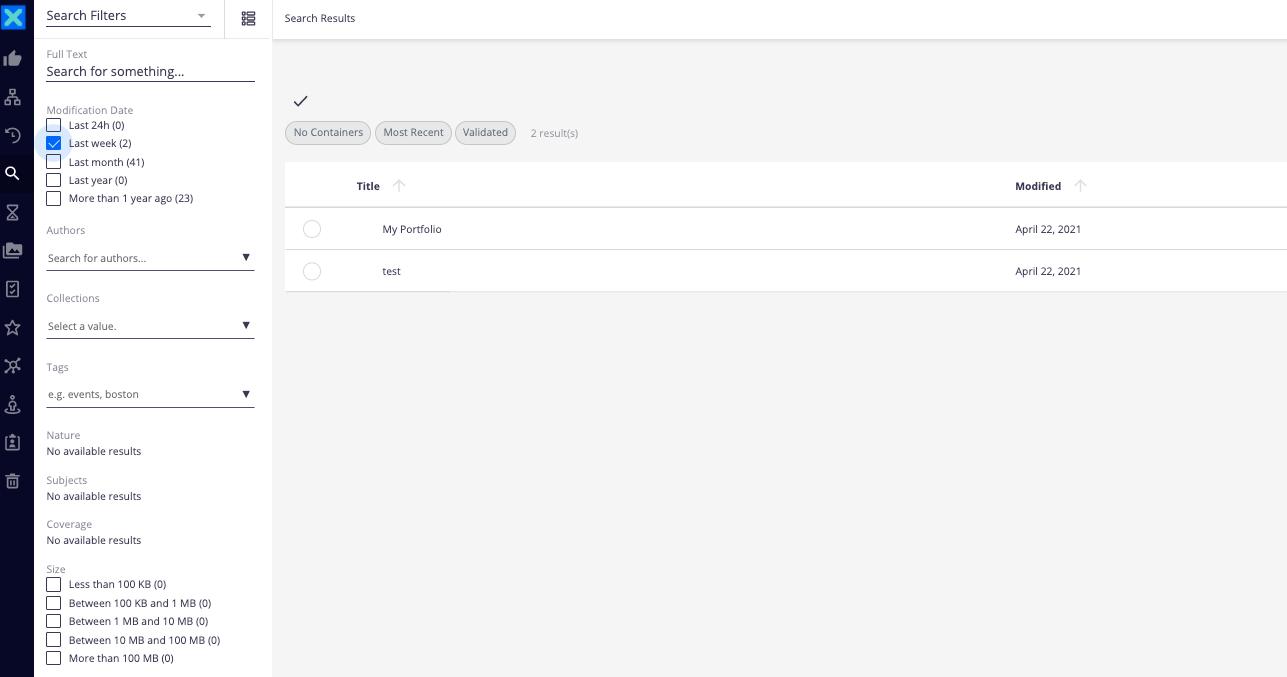 Search Filters
Full Text
Search for something...
Modification Date
Last 24h (0)
Last week (2)
Last month (41)
Last year (0)
More than 1 year ago (23)
Authors
Search for authors...
Collections
Select a value.
Tags
e.g. events, boston
Nature
No available results
Subjects
No available results
Coverage
No available results
Size
Less than 100 KB (0)
Between 100 KB and 1 MB (0)
Between 1 MB and 10 MB (0)
Between 10 MB and 100 MB (0)
More than 100 MB (0)
Search Results
No Containers Most Recent Validated 2 result(s)
Title Modified
My Portfolio April 22, 2021
test April 22, 2021